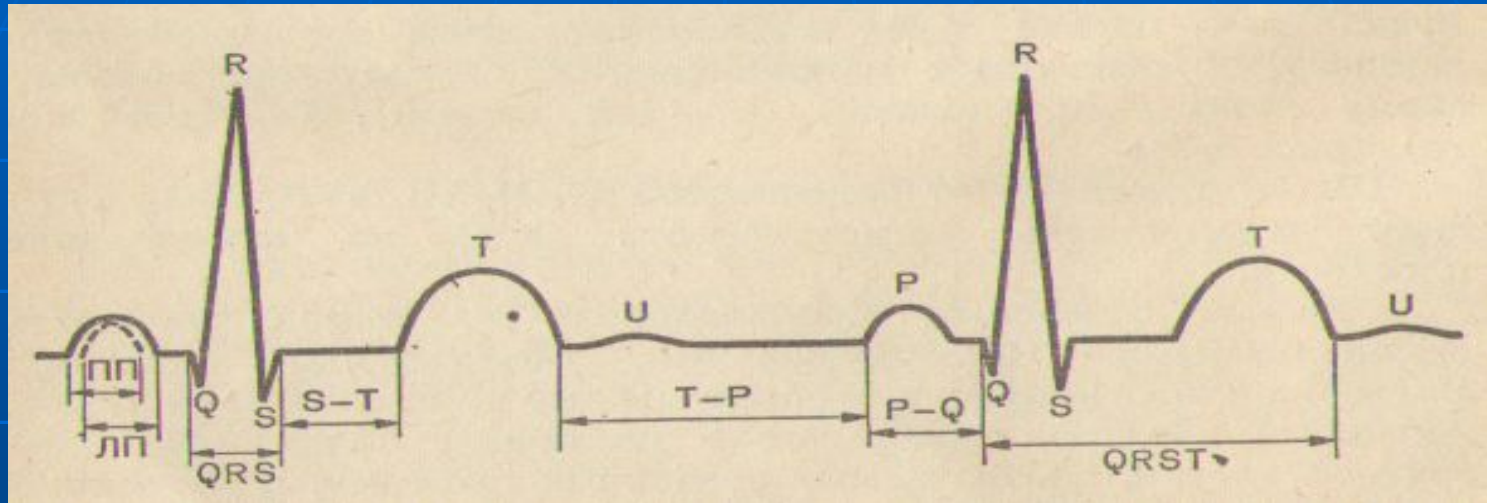 R R
T T
U P U
ПП Q S S–T T–P P–Q Q S
ЛП QRS QRST